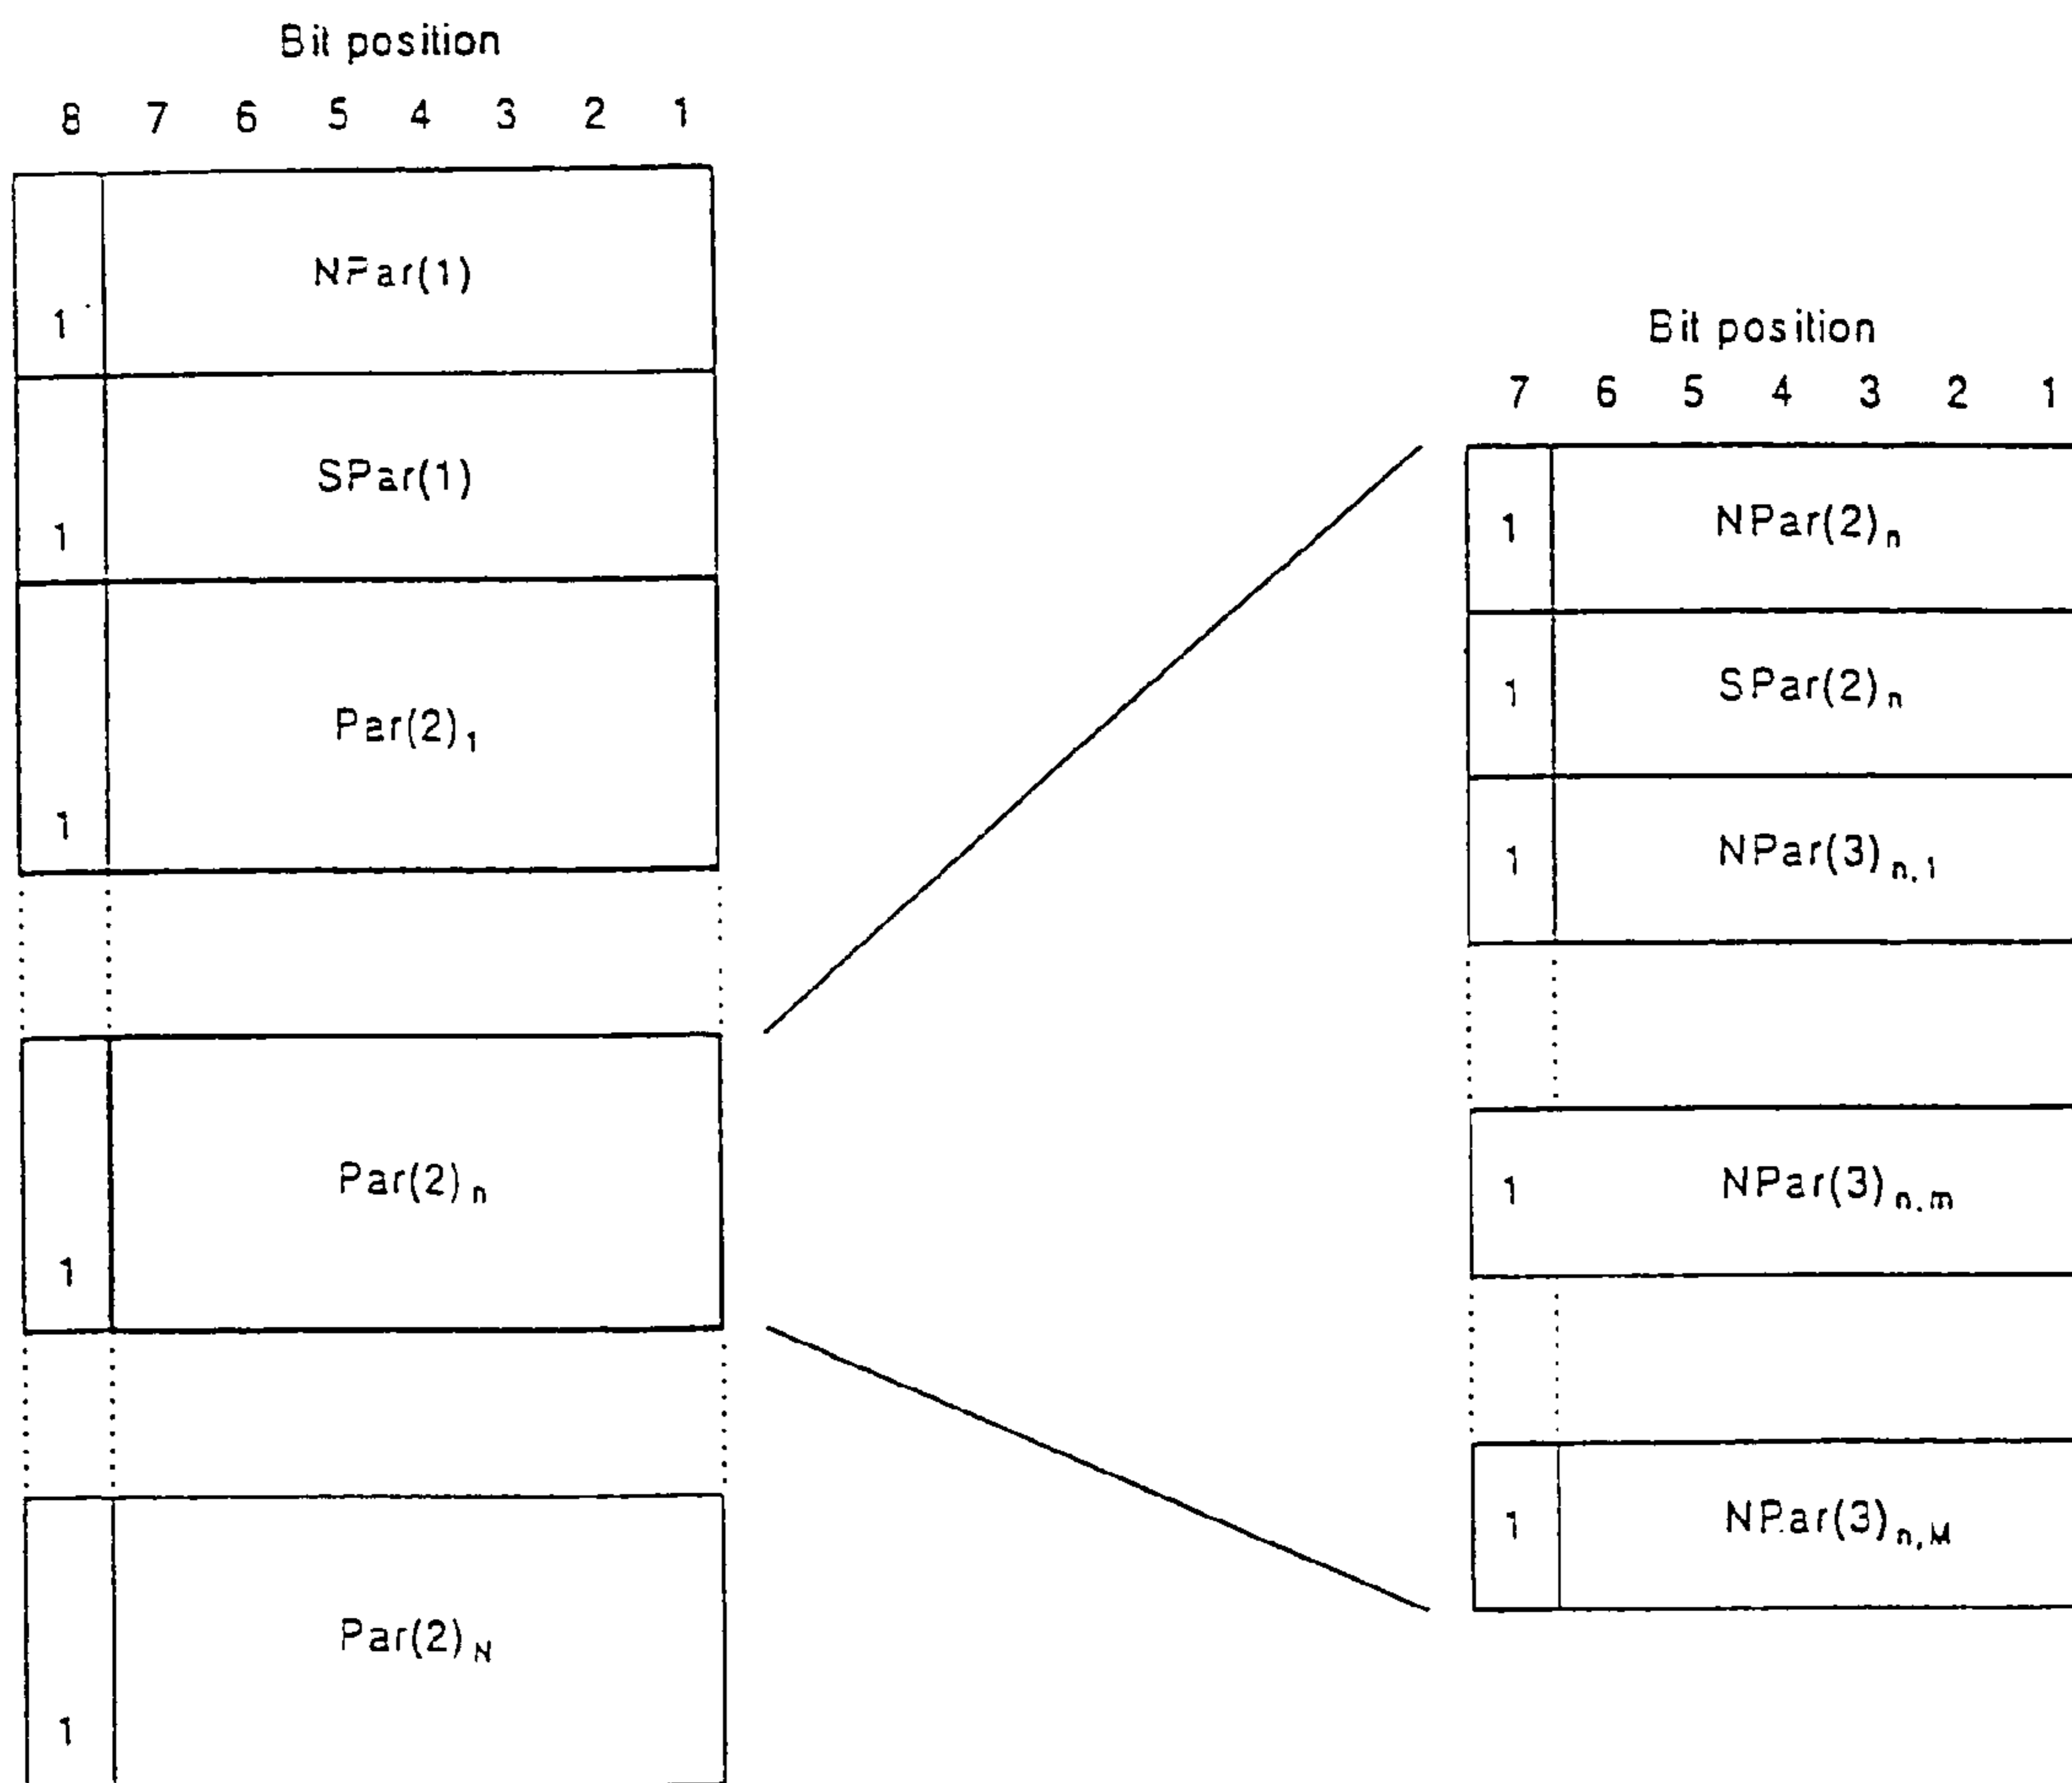 Bit position
8 7 6 5 4 3 2 1
NPar(1)
1
SPar(1)
1
Par(2)1
1
Par(2)n
1
Par(2)N
1
Bit position
7 6 5 4 3 2 1
1 NPar(2)n
1 SPar(2)n
1 NPar(3)n,1
1 NPar(3)n,m
1 NPar(3)n,M